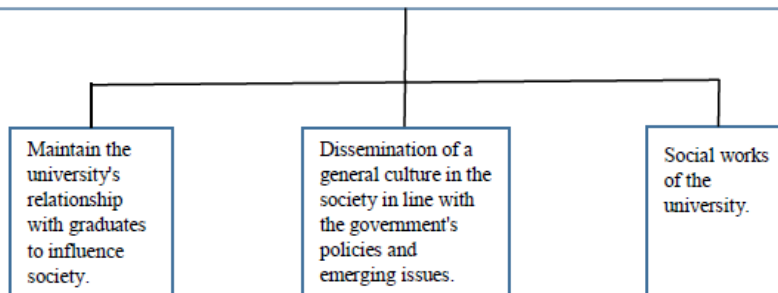 Maintain the
university's
relationship
with graduates
to influence
society.
Dissemination of a
general culture in the
society in line with
the government's
policies and
emerging issues.
Social works
of the
university.